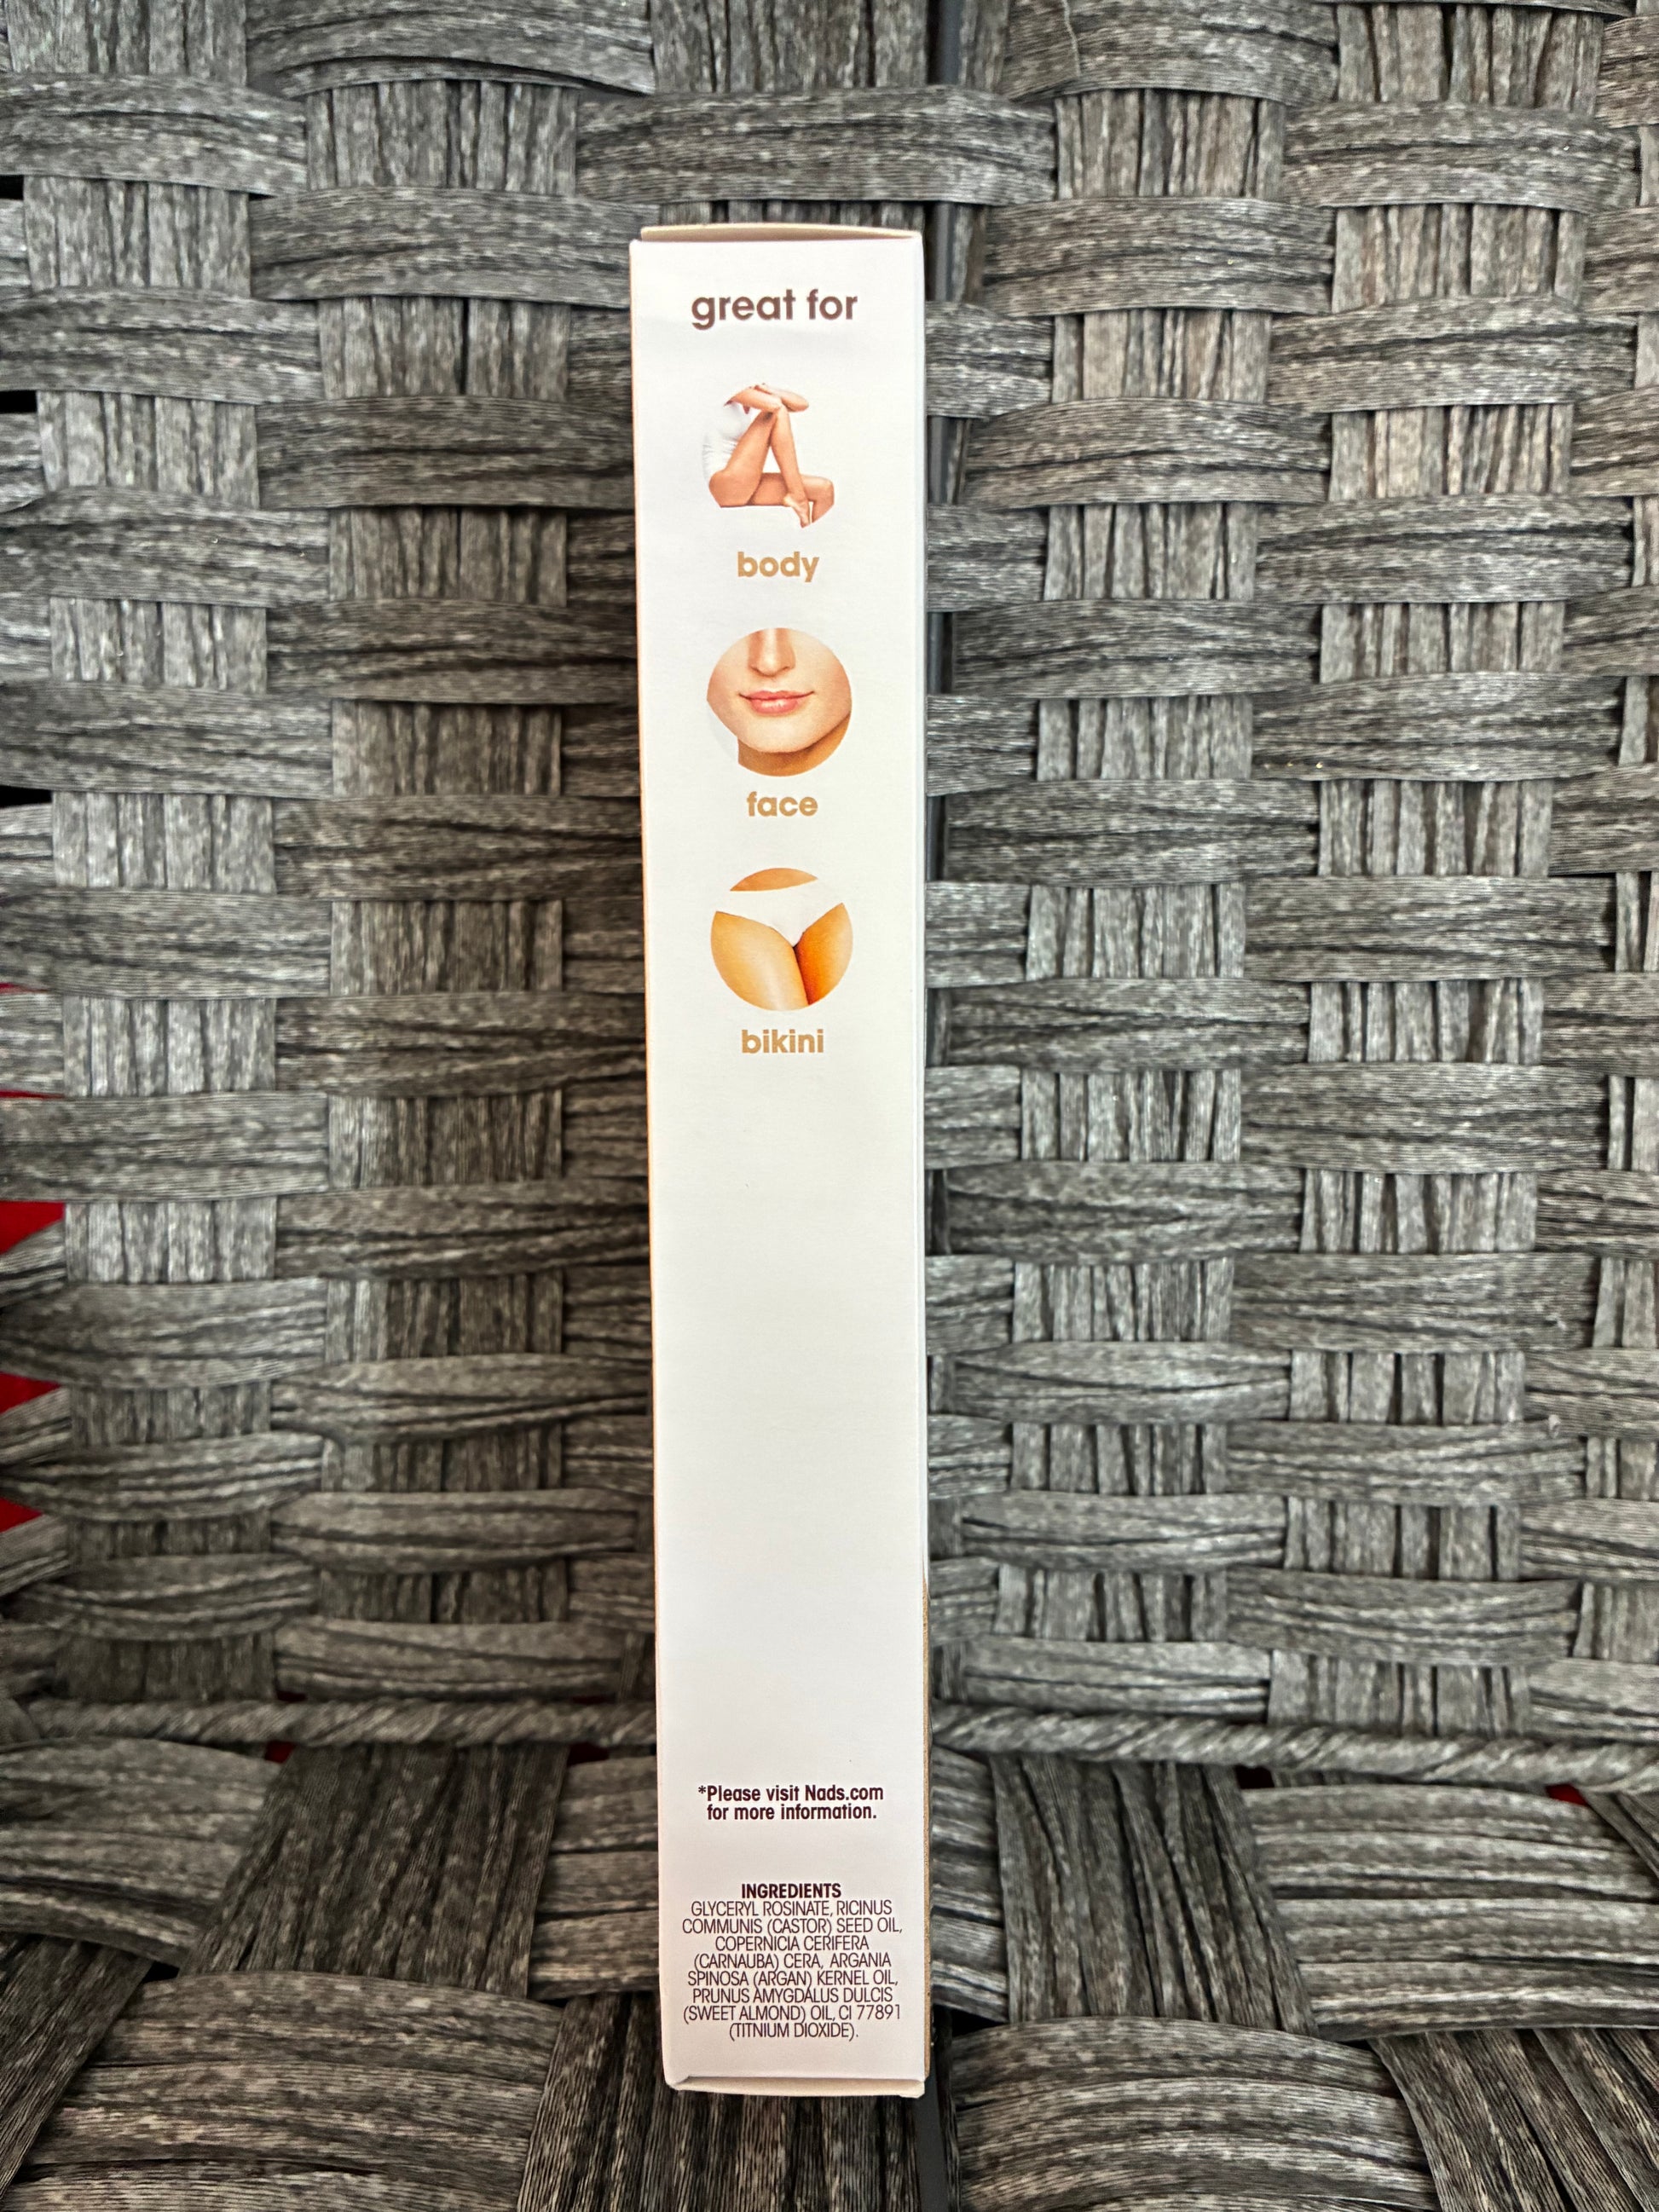 great for
body
face
bikini
*Please visit Nads.com
for more information.
INGREDIENTS
GLYCERYL ROSINATE, RICINUS
COMMUNIS (CASTOR) SEED OIL,
COPERNICIA CERIFERA
(CARNAUBA) CERA, ARGANIA
SPINOSA (ARGAN) KERNEL OIL,
PRUNUS AMYGDALUS DULCIS
(SWEET ALMOND) OIL, CI 77891
(TITNIUM DIOXIDE).